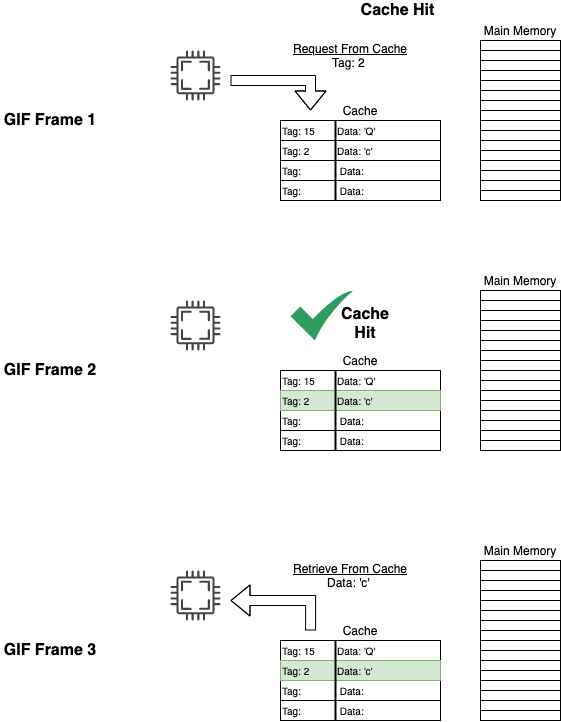 Cache Hit
Main Memory
Request From Cache
Tag: 2
GIF Frame 1
Cache
Tag: 15 Data: 'Q'
Tag: 2 Data: 'c'
Tag: Data:
Tag: Data:
Main Memory
Cache
Hit
GIF Frame 2
Cache
Tag: 15 Data: 'Q'
Tag: 2 Data: 'c'
Tag: Data:
Tag: Data:
Main Memory
Retrieve From Cache
Data: 'c'
GIF Frame 3
Cache
Tag: 15 Data: 'Q'
Tag: 2 Data: 'c'
Tag: Data:
Tag: Data: